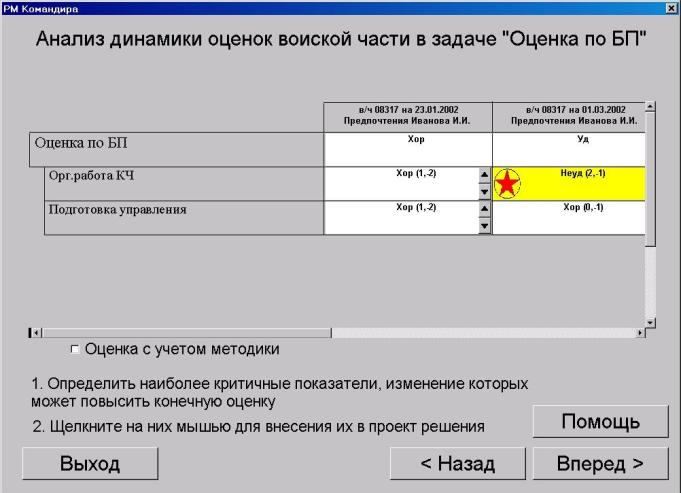 РМ Командира
Анализ динамики оценок воиской части в задаче "Оценка по БП"
в/ч 08317 на 23.01.2002 в/ч 08317 на 01.03.2002
Предпочтения Иванова И.И. Предпочтения Иванова И.И.
Оценка по БП Хор Уд
Орг.работа КЧ Хор (1,-2) Неуд (2,-1)
Подготовка управления Хор (1,-2) Хор (0,-1)
Оценка с учетом методики
1. Определить наиболее критичные показатели, изменение которых
может повысить конечную оценку
2. Щелкните на них мышью для внесения их в проект решения
Помощь
Выход < Назад Вперед >